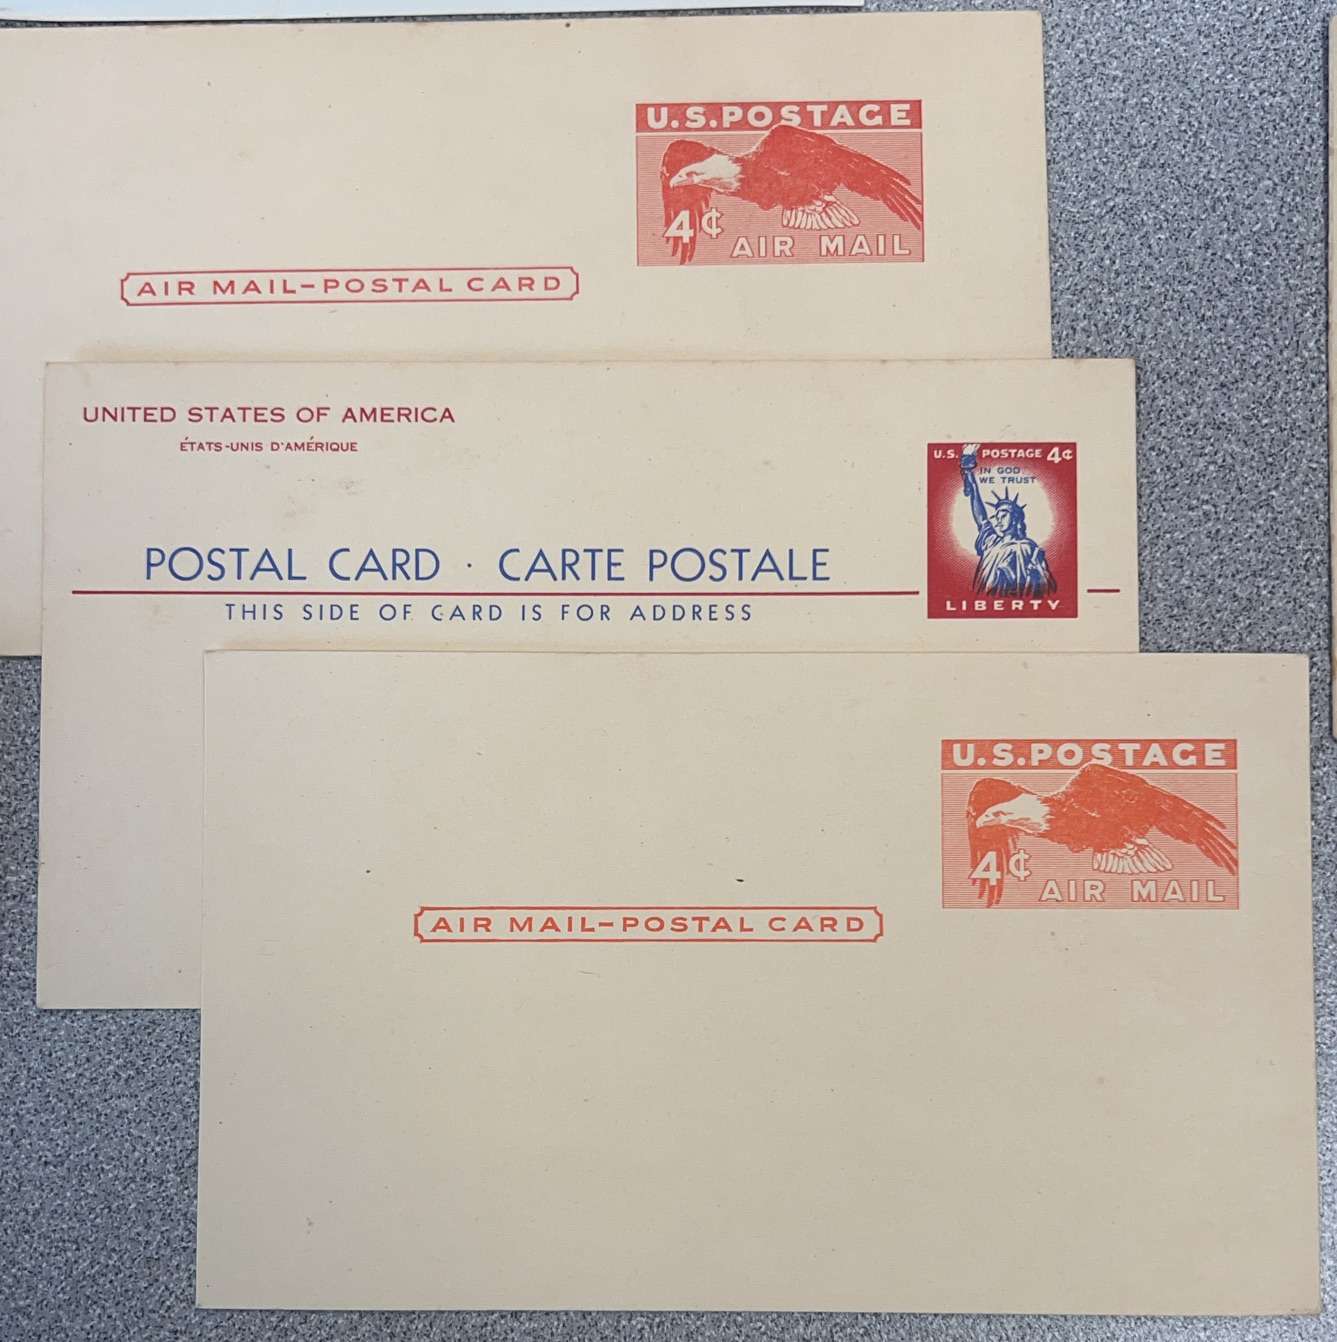 U.S. POSTAGE
4¢
AIR MAIL
AIR MAIL–POSTAL CARD
UNITED STATES OF AMERICA
ÉTATS-UNIS D'AMÉRIQUE
U.S. POSTAGE 4¢
IN GOD
WE TRUST
POSTAL CARD · CARTE POSTALE
THIS SIDE OF CARD IS FOR ADDRESS
LIBERTY
U.S. POSTAGE
4¢
AIR MAIL
AIR MAIL–POSTAL CARD